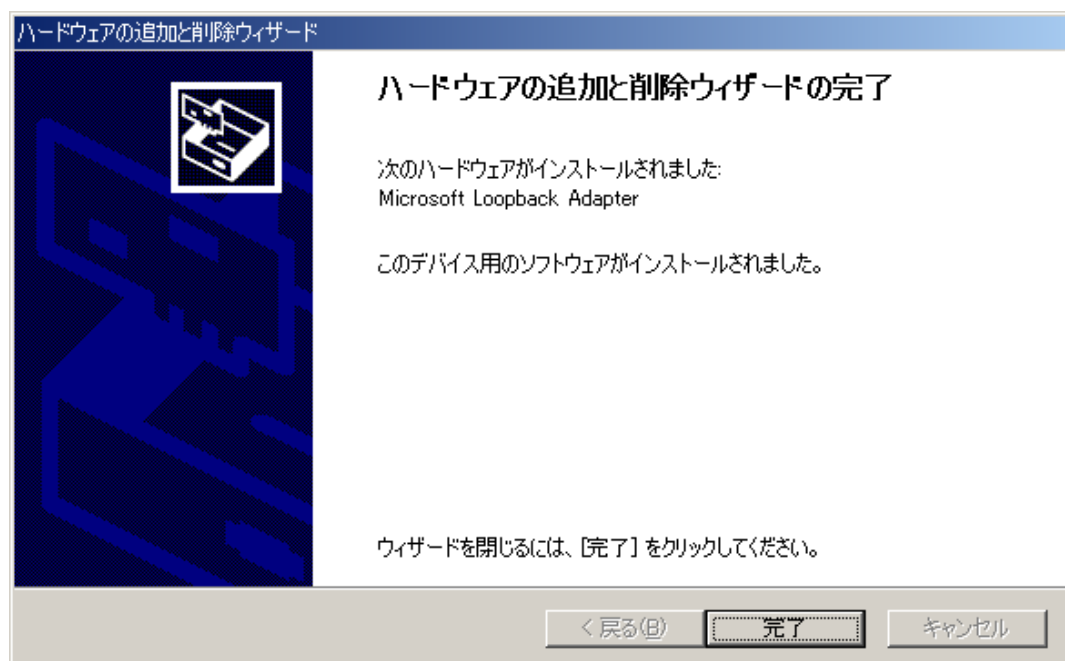 ハードウェアの追加と削除ウィザード
ハードウェアの追加と削除ウィザードの完了
次のハードウェアがインストールされました:
Microsoft Loopback Adapter
このデバイス用のソフトウェアがインストールされました。
ウィザードを閉じるには、[完了] をクリックしてください。
< 戻る(B)
完了
キャンセル